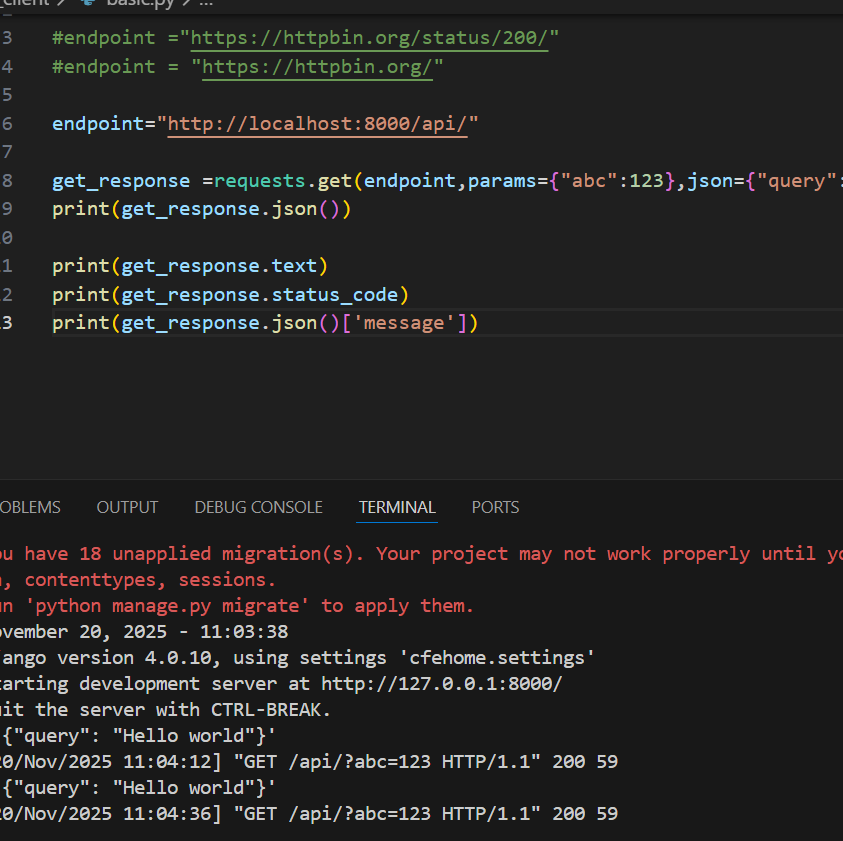 _client > basic.py > ...
3 #endpoint ="https://httpbin.org/status/200/"
4 #endpoint = "https://httpbin.org/"
5
6 endpoint="http://localhost:8000/api/"
7
8 get_response =requests.get(endpoint,params={"abc":123},json={"query":
9 print(get_response.json())
0
1 print(get_response.text)
2 print(get_response.status_code)
3 print(get_response.json()['message'])
OBLEMS OUTPUT DEBUG CONSOLE TERMINAL PORTS
ou have 18 unapplied migration(s). Your project may not work properly until yo
, contenttypes, sessions.
n 'python manage.py migrate' to apply them.
ovember 20, 2025 - 11:03:38
ango version 4.0.10, using settings 'cfehome.settings'
tarting development server at http://127.0.0.1:8000/
it the server with CTRL-BREAK.
{"query": "Hello world"}'
20/Nov/2025 11:04:12] "GET /api/?abc=123 HTTP/1.1" 200 59
{"query": "Hello world"}'
20/Nov/2025 11:04:36] "GET /api/?abc=123 HTTP/1.1" 200 59